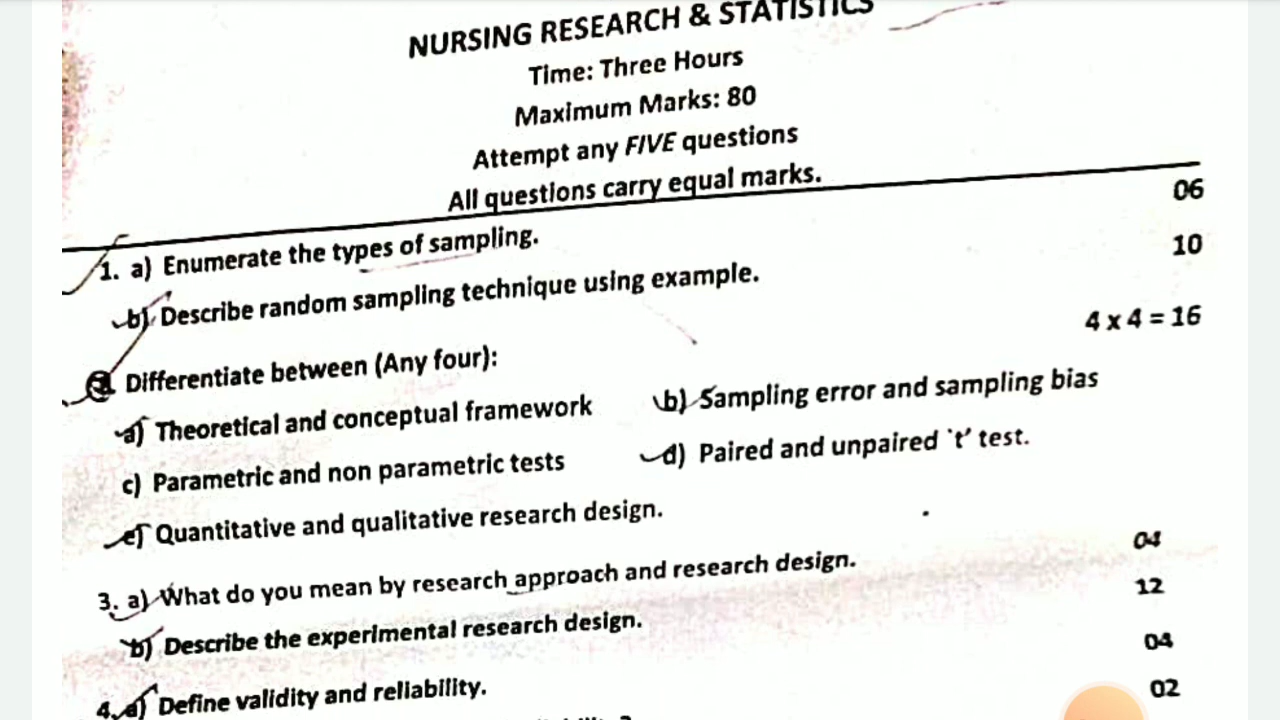 NURSING RESEARCH & STATISTICS
Time: Three Hours
Maximum Marks: 80
Attempt any FIVE questions
All questions carry equal marks.
1. a) Enumerate the types of sampling. 06
b) Describe random sampling technique using example. 10
Differentiate between (Any four): 4 x 4 = 16
a) Theoretical and conceptual framework b) Sampling error and sampling bias
c) Parametric and non parametric tests d) Paired and unpaired 't' test.
e) Quantitative and qualitative research design.
3. a) What do you mean by research approach and research design. 04
b) Describe the experimental research design. 12
4. a) Define validity and reliability. 04
02